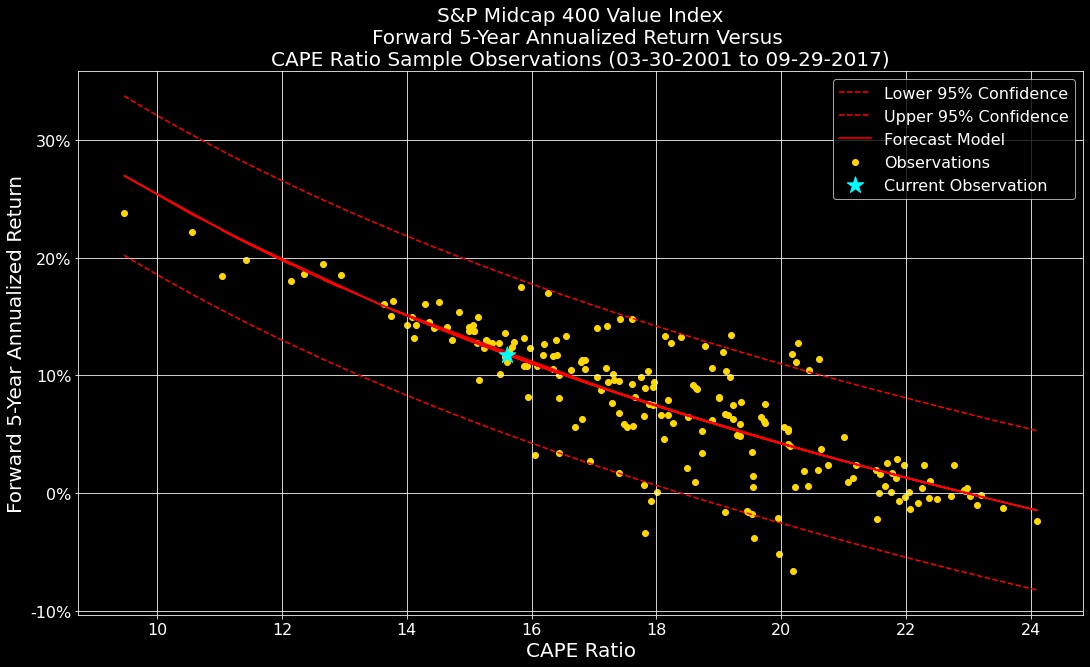 S&P Midcap 400 Value Index
Forward 5-Year Annualized Return Versus
CAPE Ratio Sample Observations (03-30-2001 to 09-29-2017)
Lower 95% Confidence
Upper 95% Confidence
Forecast Model
Observations
Current Observation
Forward 5-Year Annualized Return
30%
20%
10%
0%
-10%
10 12 14 16 18 20 22 24
CAPE Ratio